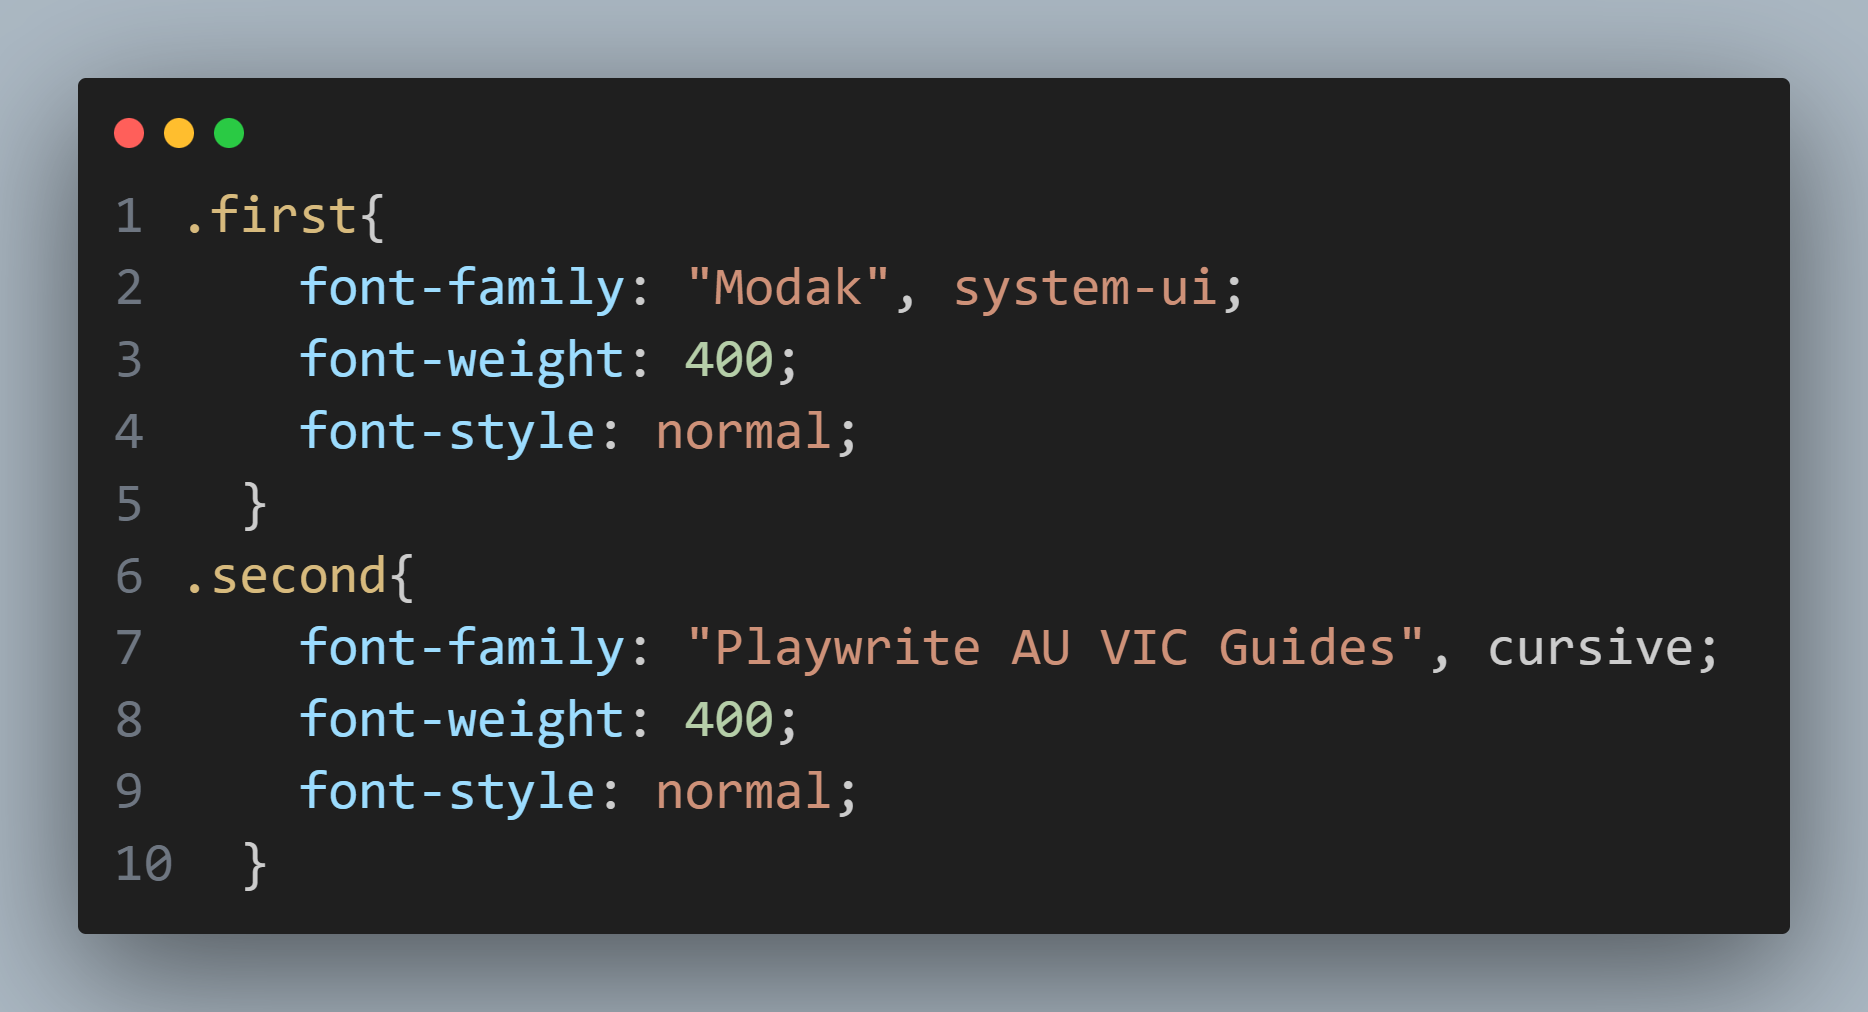 1 .first{
2     font-family: "Modak", system-ui;
3     font-weight: 400;
4     font-style: normal;
5   }
6 .second{
7     font-family: "Playwrite AU VIC Guides", cursive;
8     font-weight: 400;
9     font-style: normal;
10   }